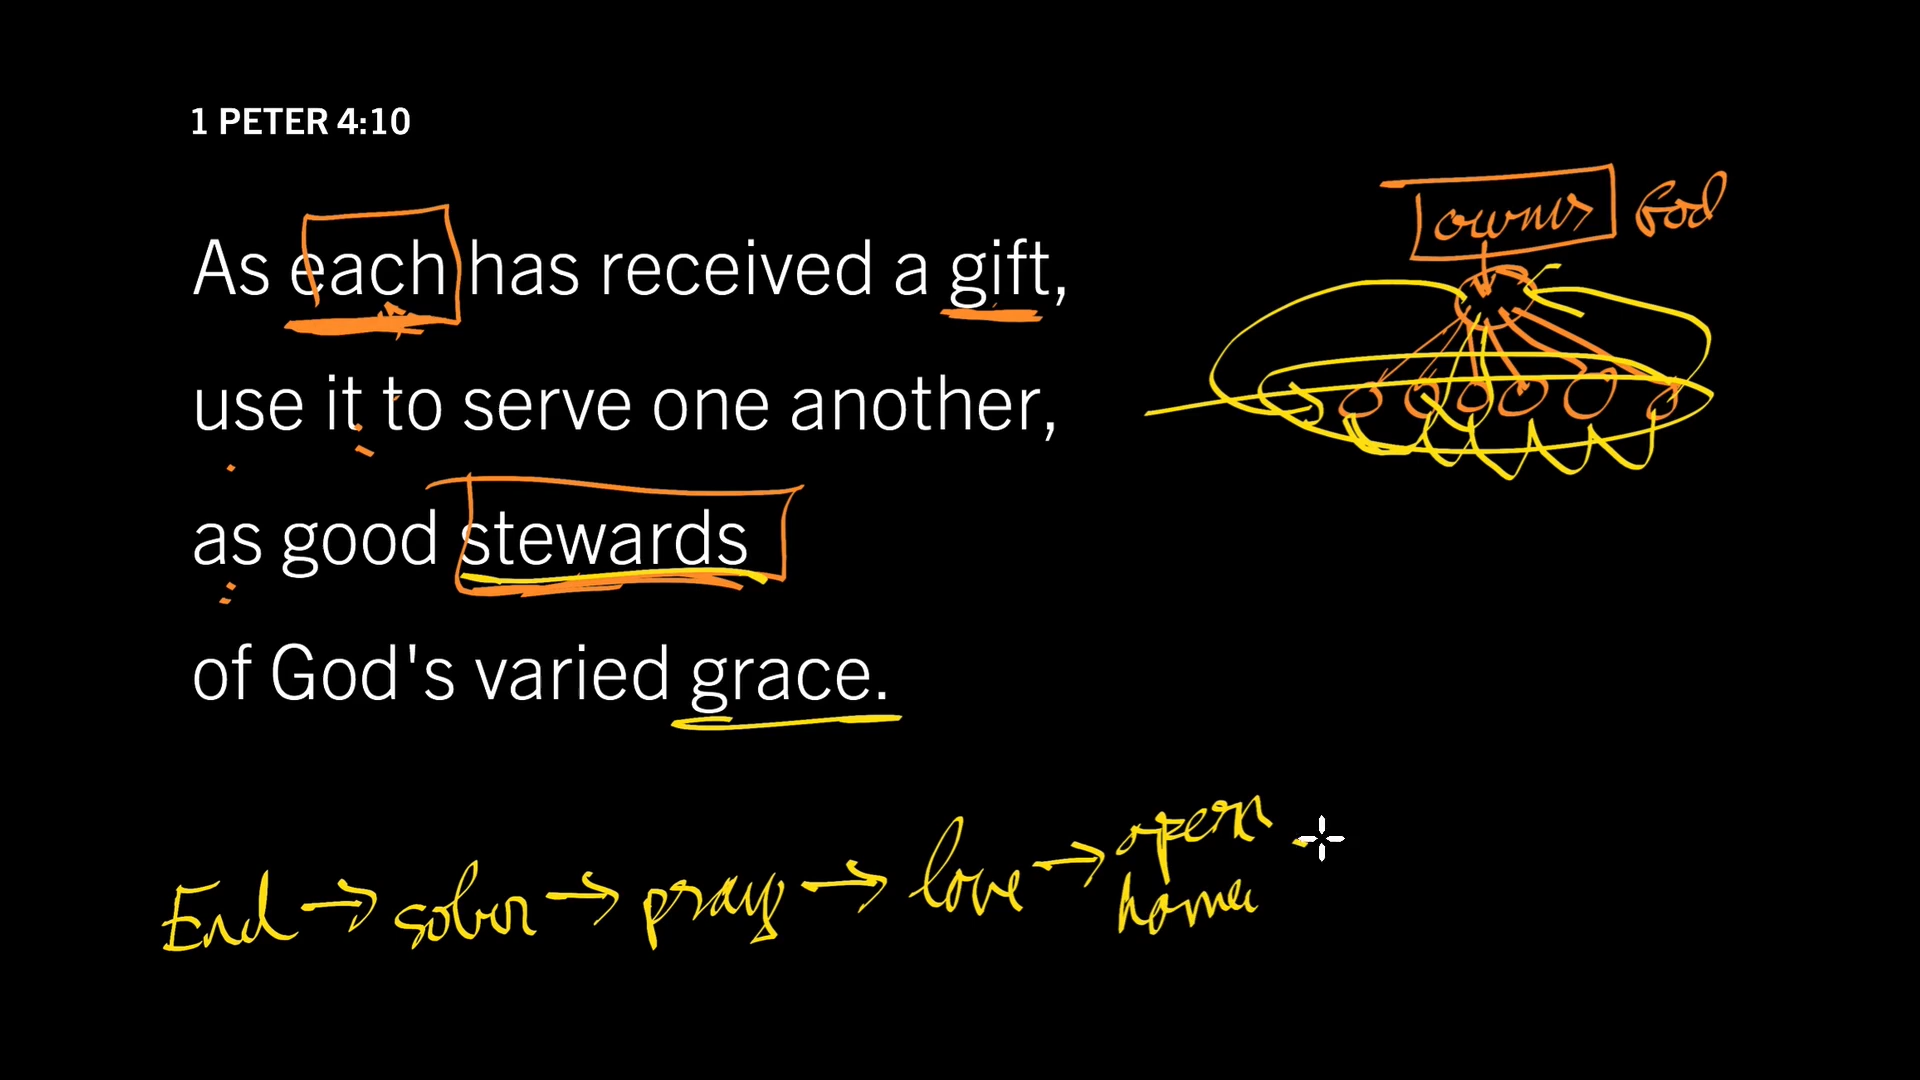 1 PETER 4:10
As each has received a gift,
use it to serve one another,
as good stewards
of God's varied grace.
owner God
End → sober → pray → love → open
home